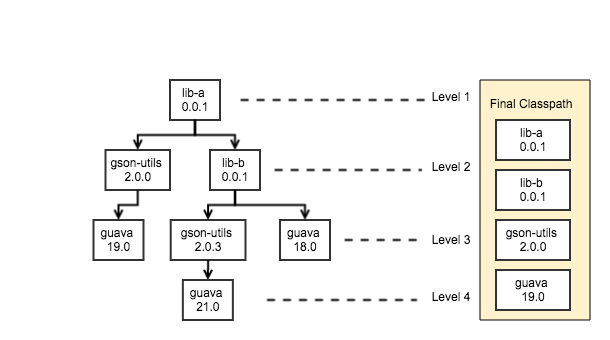 lib-a
0.0.1
Level 1
gson-utils
2.0.0
lib-b
0.0.1
Level 2
guava
19.0
gson-utils
2.0.3
guava
18.0
Level 3
guava
21.0
Level 4
Final Classpath
lib-a
0.0.1
lib-b
0.0.1
gson-utils
2.0.0
guava
19.0